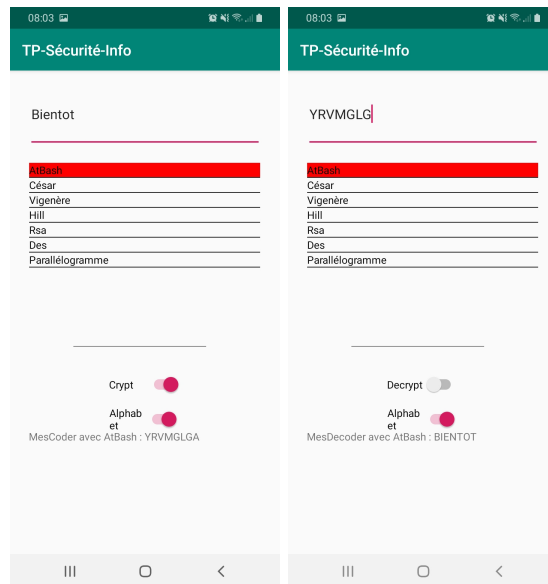 08:03
TP-Sécurité-Info
Bientot
AtBash
César
Vigenère
Hill
Rsa
Des
Parallélogramme
Crypt
Alphab
et
MesCoder avec AtBash : YRVMGLGA
08:03
TP-Sécurité-Info
YRVMGLG
AtBash
César
Vigenère
Hill
Rsa
Des
Parallélogramme
Decrypt
Alphab
et
MesDecoder avec AtBash : BIENTOT